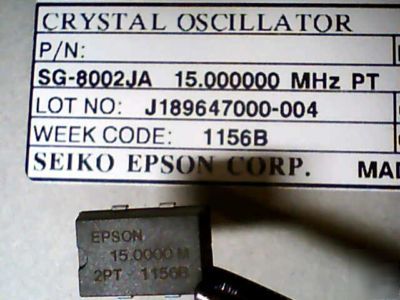 CRYSTAL OSCILLATOR
P/N:
SG-8002JA 15.000000 MHz PT
LOT NO: J189647000-004
WEEK CODE: 1156B
SEIKO EPSON CORP. MAD
EPSON
15.0000 M
2PT 1156B